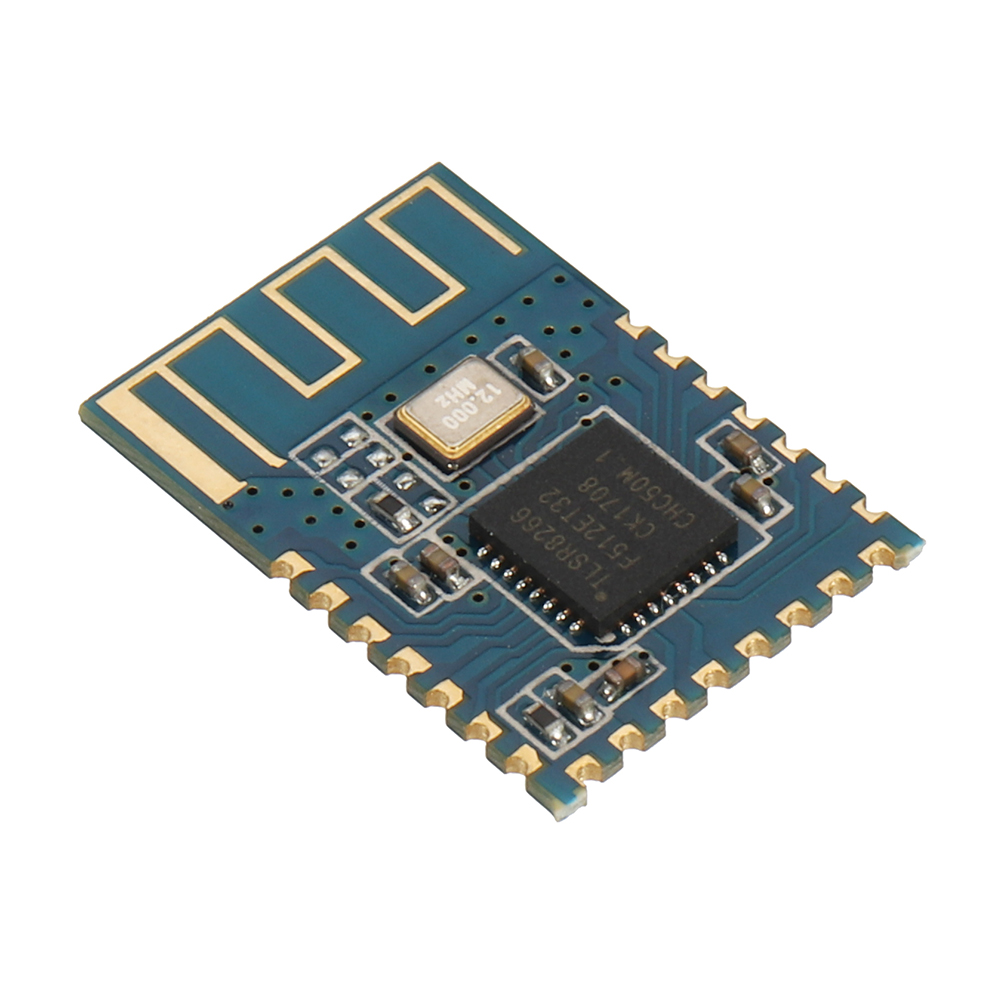 12.000
MHz
TLSR8266
F512ET32
CK1708
CHC50M.1